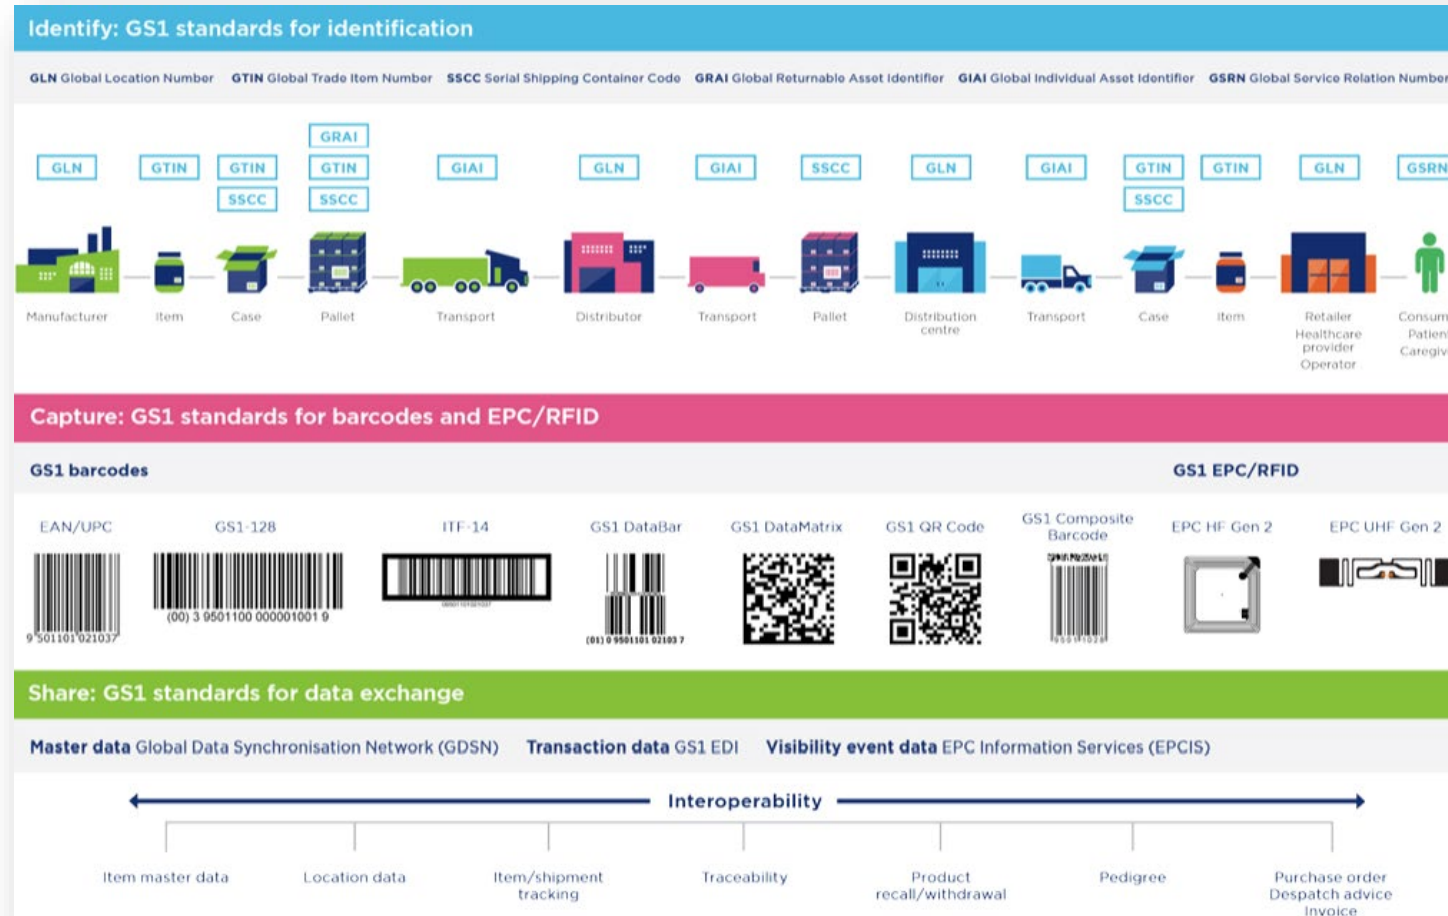 Identify: GS1 standards for identification
GLN Global Location Number GTIN Global Trade Item Number SSCC Serial Shipping Container Code GRAI Global Returnable Asset Identifier GIAI Global Individual Asset Identifier GSRN Global Service Relation Number
GRAI
GLN GTIN GTIN GTIN GIAI GLN GIAI SSCC GLN GIAI GTIN GTIN GLN GSRN
SSCC SSCC SSCC
Manufacturer Item Case Pallet Transport Distributor Transport Pallet Distribution Transport Case Item Retailer Consum
centre Healthcare Patien
provider Caregiv
Operator
Capture: GS1 standards for barcodes and EPC/RFID
GS1 barcodes GS1 EPC/RFID
EAN/UPC GS1-128 ITF-14 GS1 DataBar GS1 DataMatrix GS1 QR Code GS1 Composite EPC HF Gen 2 EPC UHF Gen 2
Barcode
(00) 3 9501100 000001001 9
9 501101 021037
(01) 0 9501101 02103 7
Share: GS1 standards for data exchange
Master data Global Data Synchronisation Network (GDSN) Transaction data GS1 EDI Visibility event data EPC Information Services (EPCIS)
Interoperability
Item master data Location data Item/shipment Traceability Product Pedigree Purchase order
tracking recall/withdrawal Despatch advice
Invoice